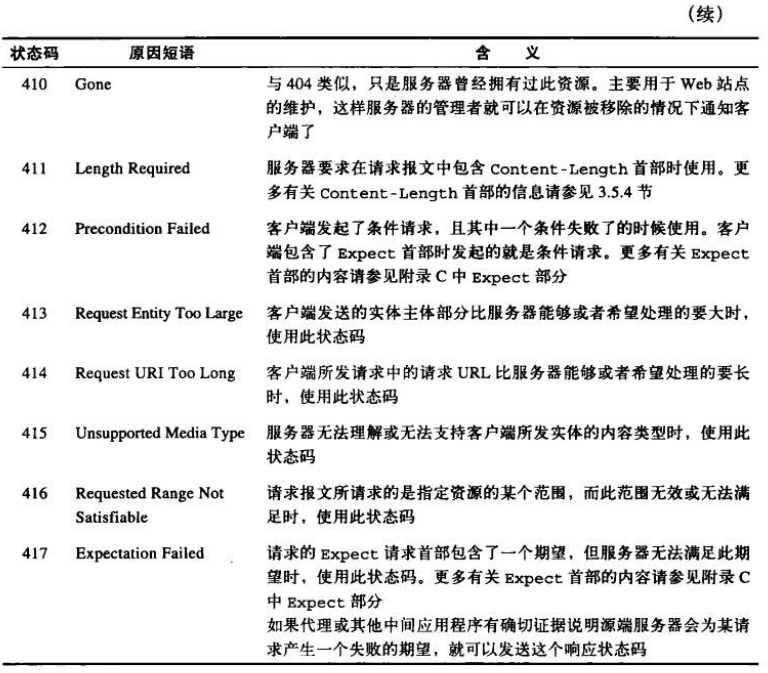 （续）
状态码 原因短语 含 义
410 Gone 与 404 类似，只是服务器曾经拥有过此资源。主要用于 Web 站点
的维护，这样服务器的管理者就可以在资源被移除的情况下通知客
户端了
411 Length Required 服务器要求在请求报文中包含 Content-Length 首部时使用。更
多有关 Content-Length 首部的信息请参见 3.5.4 节
412 Precondition Failed 客户端发起了条件请求，且其中一个条件失败了的时候使用。客户
端包含了 Expect 首部时发起的就是条件请求。更多有关 Expect
首部的内容请参见附录 C 中 Expect 部分
413 Request Entity Too Large 客户端发送的实体主体部分比服务器能够或者希望处理的要大时，
使用此状态码
414 Request URI Too Long 客户端所发请求中的请求 URL 比服务器能够或者希望处理的要长
时，使用此状态码
415 Unsupported Media Type 服务器无法理解或无法支持客户端所发实体的内容类型时，使用此
状态码
416 Requested Range Not 请求报文所请求的是指定资源的某个范围，而此范围无效或无法满
Satisfiable 足时，使用此状态码
417 Expectation Failed 请求的 Expect 请求首部包含了一个期望，但服务器无法满足此期
望时，使用此状态码。更多有关 Expect 首部的内容请参见附录 C
中 Expect 部分
如果代理或其他中间应用程序有确切证据说明源端服务器会为某请
求产生一个失败的期望，就可以发送这个响应状态码